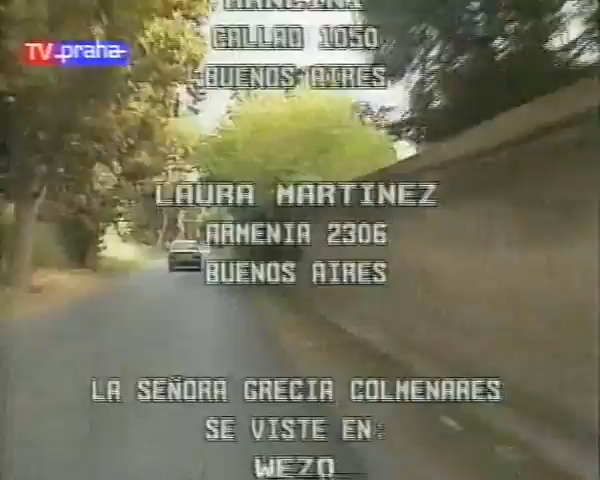 TV praha
CALLAO 1050
BUENOS AIRES
LAURA MARTINEZ
ARMENIA 2306
BUENOS AIRES
LA SEÑORA GRECIA COLMENARES
SE VISTE EN:
WEZO